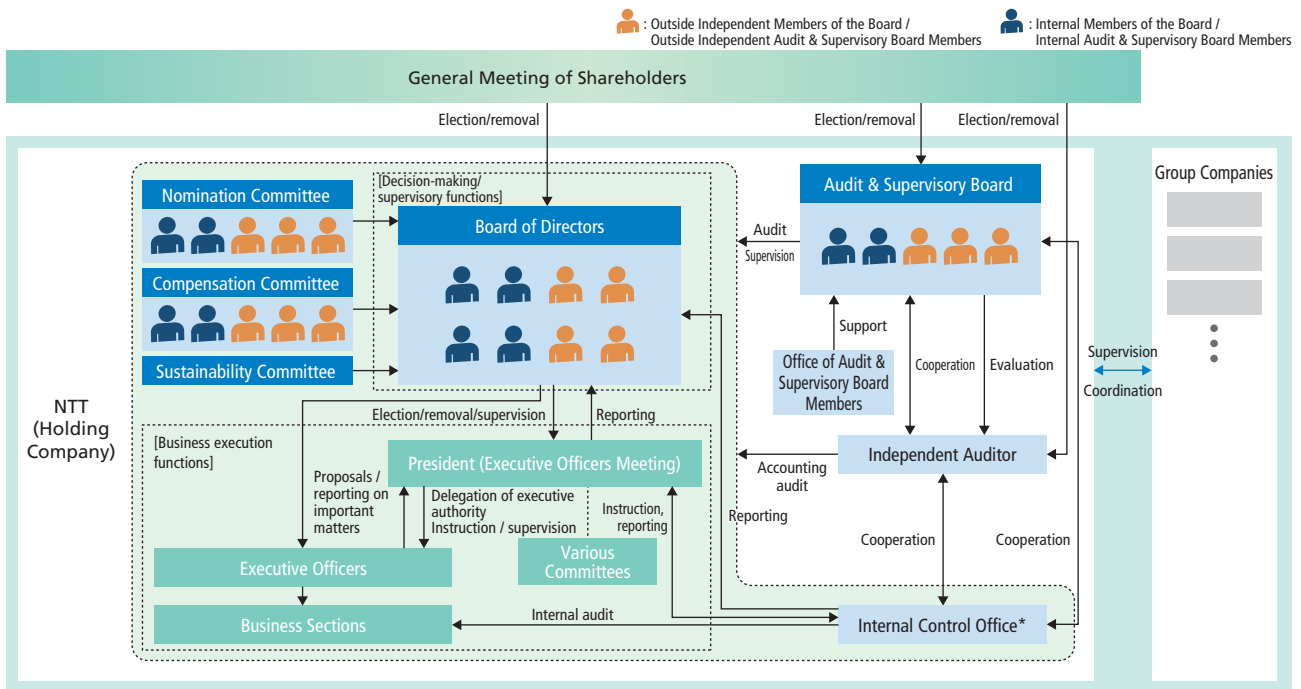 : Outside Independent Members of the Board /
Outside Independent Audit & Supervisory Board Members
: Internal Members of the Board /
Internal Audit & Supervisory Board Members
General Meeting of Shareholders
Election/removal
Election/removal
Election/removal
NTT
(Holding
Company)
Nomination Committee
Compensation Committee
Sustainability Committee
[Decision-making/
supervisory functions]
Board of Directors
Audit & Supervisory Board
Audit
Supervision
Support
Office of Audit &
Supervisory Board
Members
Cooperation
Evaluation
Group Companies
Supervision
Coordination
Election/removal/supervision
Reporting
[Business execution
functions]
President (Executive Officers Meeting)
Independent Auditor
Accounting
audit
Proposals /
reporting on
important
matters
Delegation of executive
authority
Instruction / supervision
Instruction,
reporting
Reporting
Cooperation
Cooperation
Various
Committees
Executive Officers
Business Sections
Internal audit
Internal Control Office*